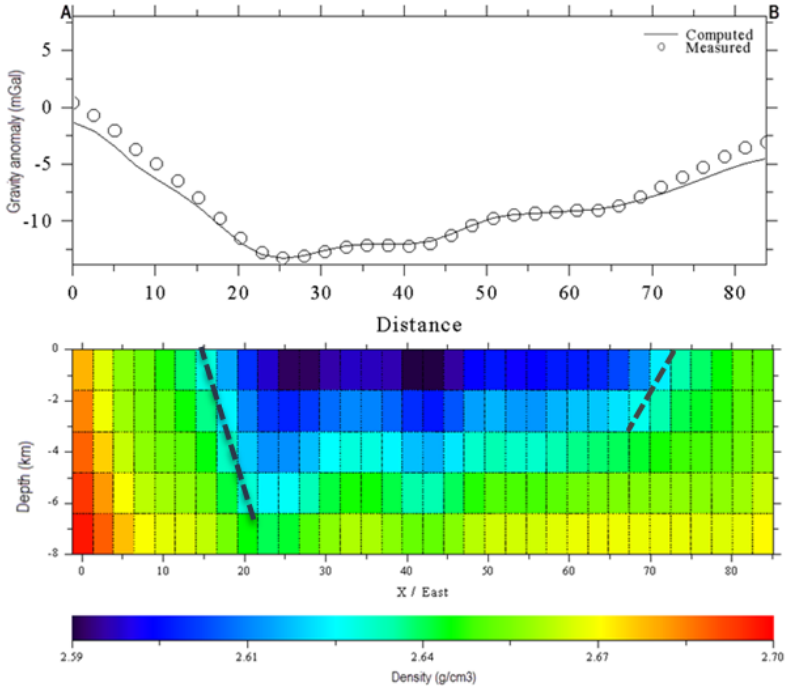 A B
Computed
Measured
Gravity anomaly (mGal)
5
0
-5
-10
0 10 20 30 40 50 60 70 80
Distance
Depth (km)
0
-2
-4
-6
-8
0 10 20 30 40 50 60 70 80
X / East
2.59 2.61 2.64 2.67 2.70
Density (g/cm3)